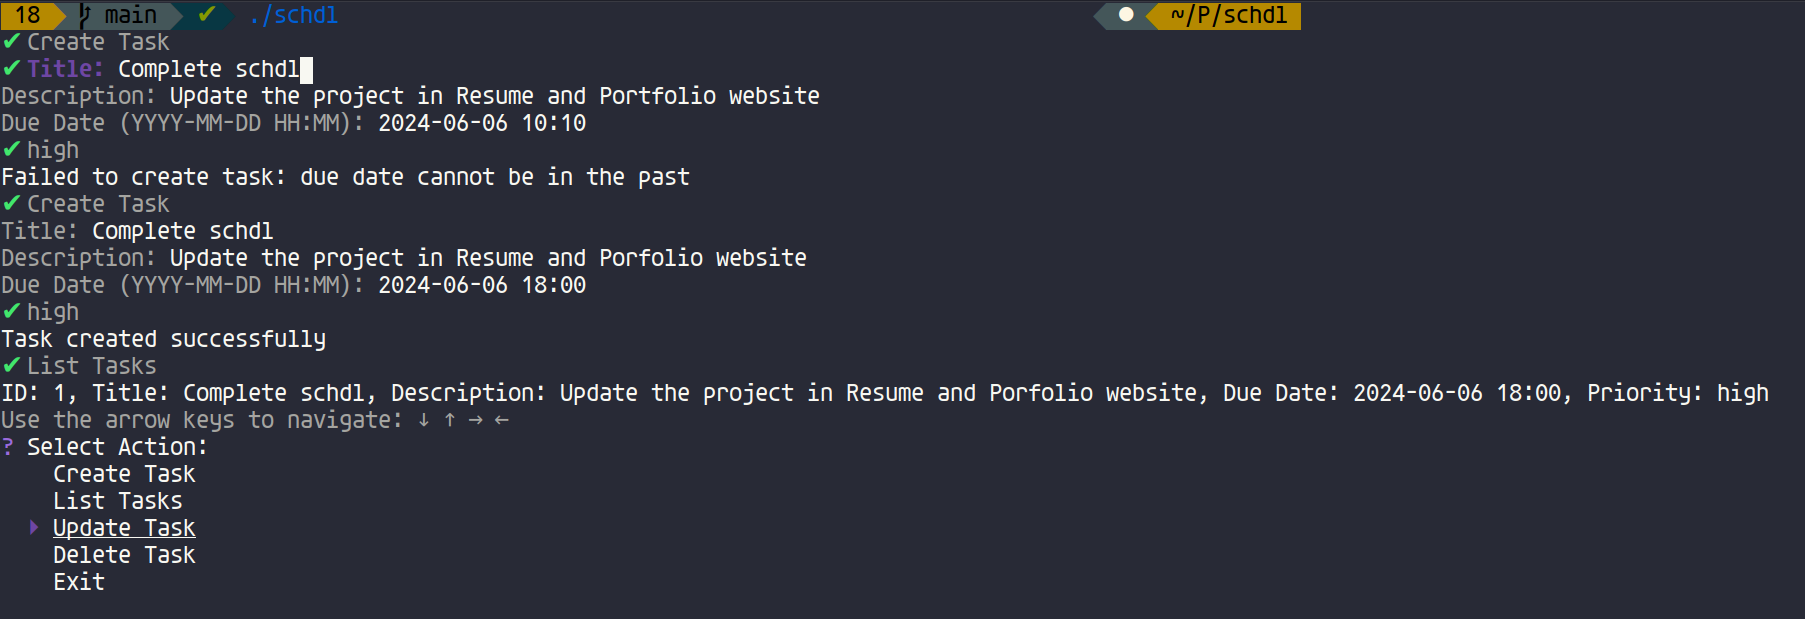 18 main ✔ ./schdl ~/P/schdl
✔ Create Task
✔ Title: Complete schdl
Description: Update the project in Resume and Portfolio website
Due Date (YYYY-MM-DD HH:MM): 2024-06-06 10:10
✔ high
Failed to create task: due date cannot be in the past
✔ Create Task
Title: Complete schdl
Description: Update the project in Resume and Porfolio website
Due Date (YYYY-MM-DD HH:MM): 2024-06-06 18:00
✔ high
Task created successfully
✔ List Tasks
ID: 1, Title: Complete schdl, Description: Update the project in Resume and Porfolio website, Due Date: 2024-06-06 18:00, Priority: high
Use the arrow keys to navigate: ↓ ↑ → ←
? Select Action:
Create Task
List Tasks
▸ Update Task
Delete Task
Exit